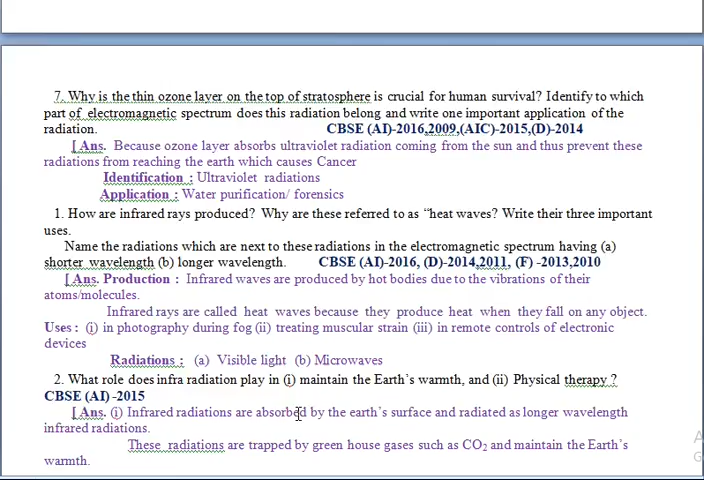 7. Why is the thin ozone layer on the top of stratosphere is crucial for human survival? Identify to which
part of electromagnetic spectrum does this radiation belong and write one important application of the
radiation. CBSE (AI)-2016,2009,(AIC)-2015,(D)-2014
[ Ans. Because ozone layer absorbs ultraviolet radiation coming from the sun and thus prevent these
radiations from reaching the earth which causes Cancer
Identification : Ultraviolet radiations
Application : Water purification/ forensics
1. How are infrared rays produced? Why are these referred to as “heat waves? Write their three important
uses.
Name the radiations which are next to these radiations in the electromagnetic spectrum having (a)
shorter wavelength (b) longer wavelength. CBSE (AI)-2016, (D)-2014,2011, (F) -2013,2010
[ Ans. Production : Infrared waves are produced by hot bodies due to the vibrations of their
atoms/molecules.
Infrared rays are called heat waves because they produce heat when they fall on any object.
Uses : (i) in photography during fog (ii) treating muscular strain (iii) in remote controls of electronic
devices
Radiations : (a) Visible light (b) Microwaves
2. What role does infra radiation play in (i) maintain the Earth’s warmth, and (ii) Physical therapy ?
CBSE (AI) -2015
[ Ans. (i) Infrared radiations are absorbed by the earth’s surface and radiated as longer wavelength
infrared radiations.
These radiations are trapped by green house gases such as CO2 and maintain the Earth’s
warmth.